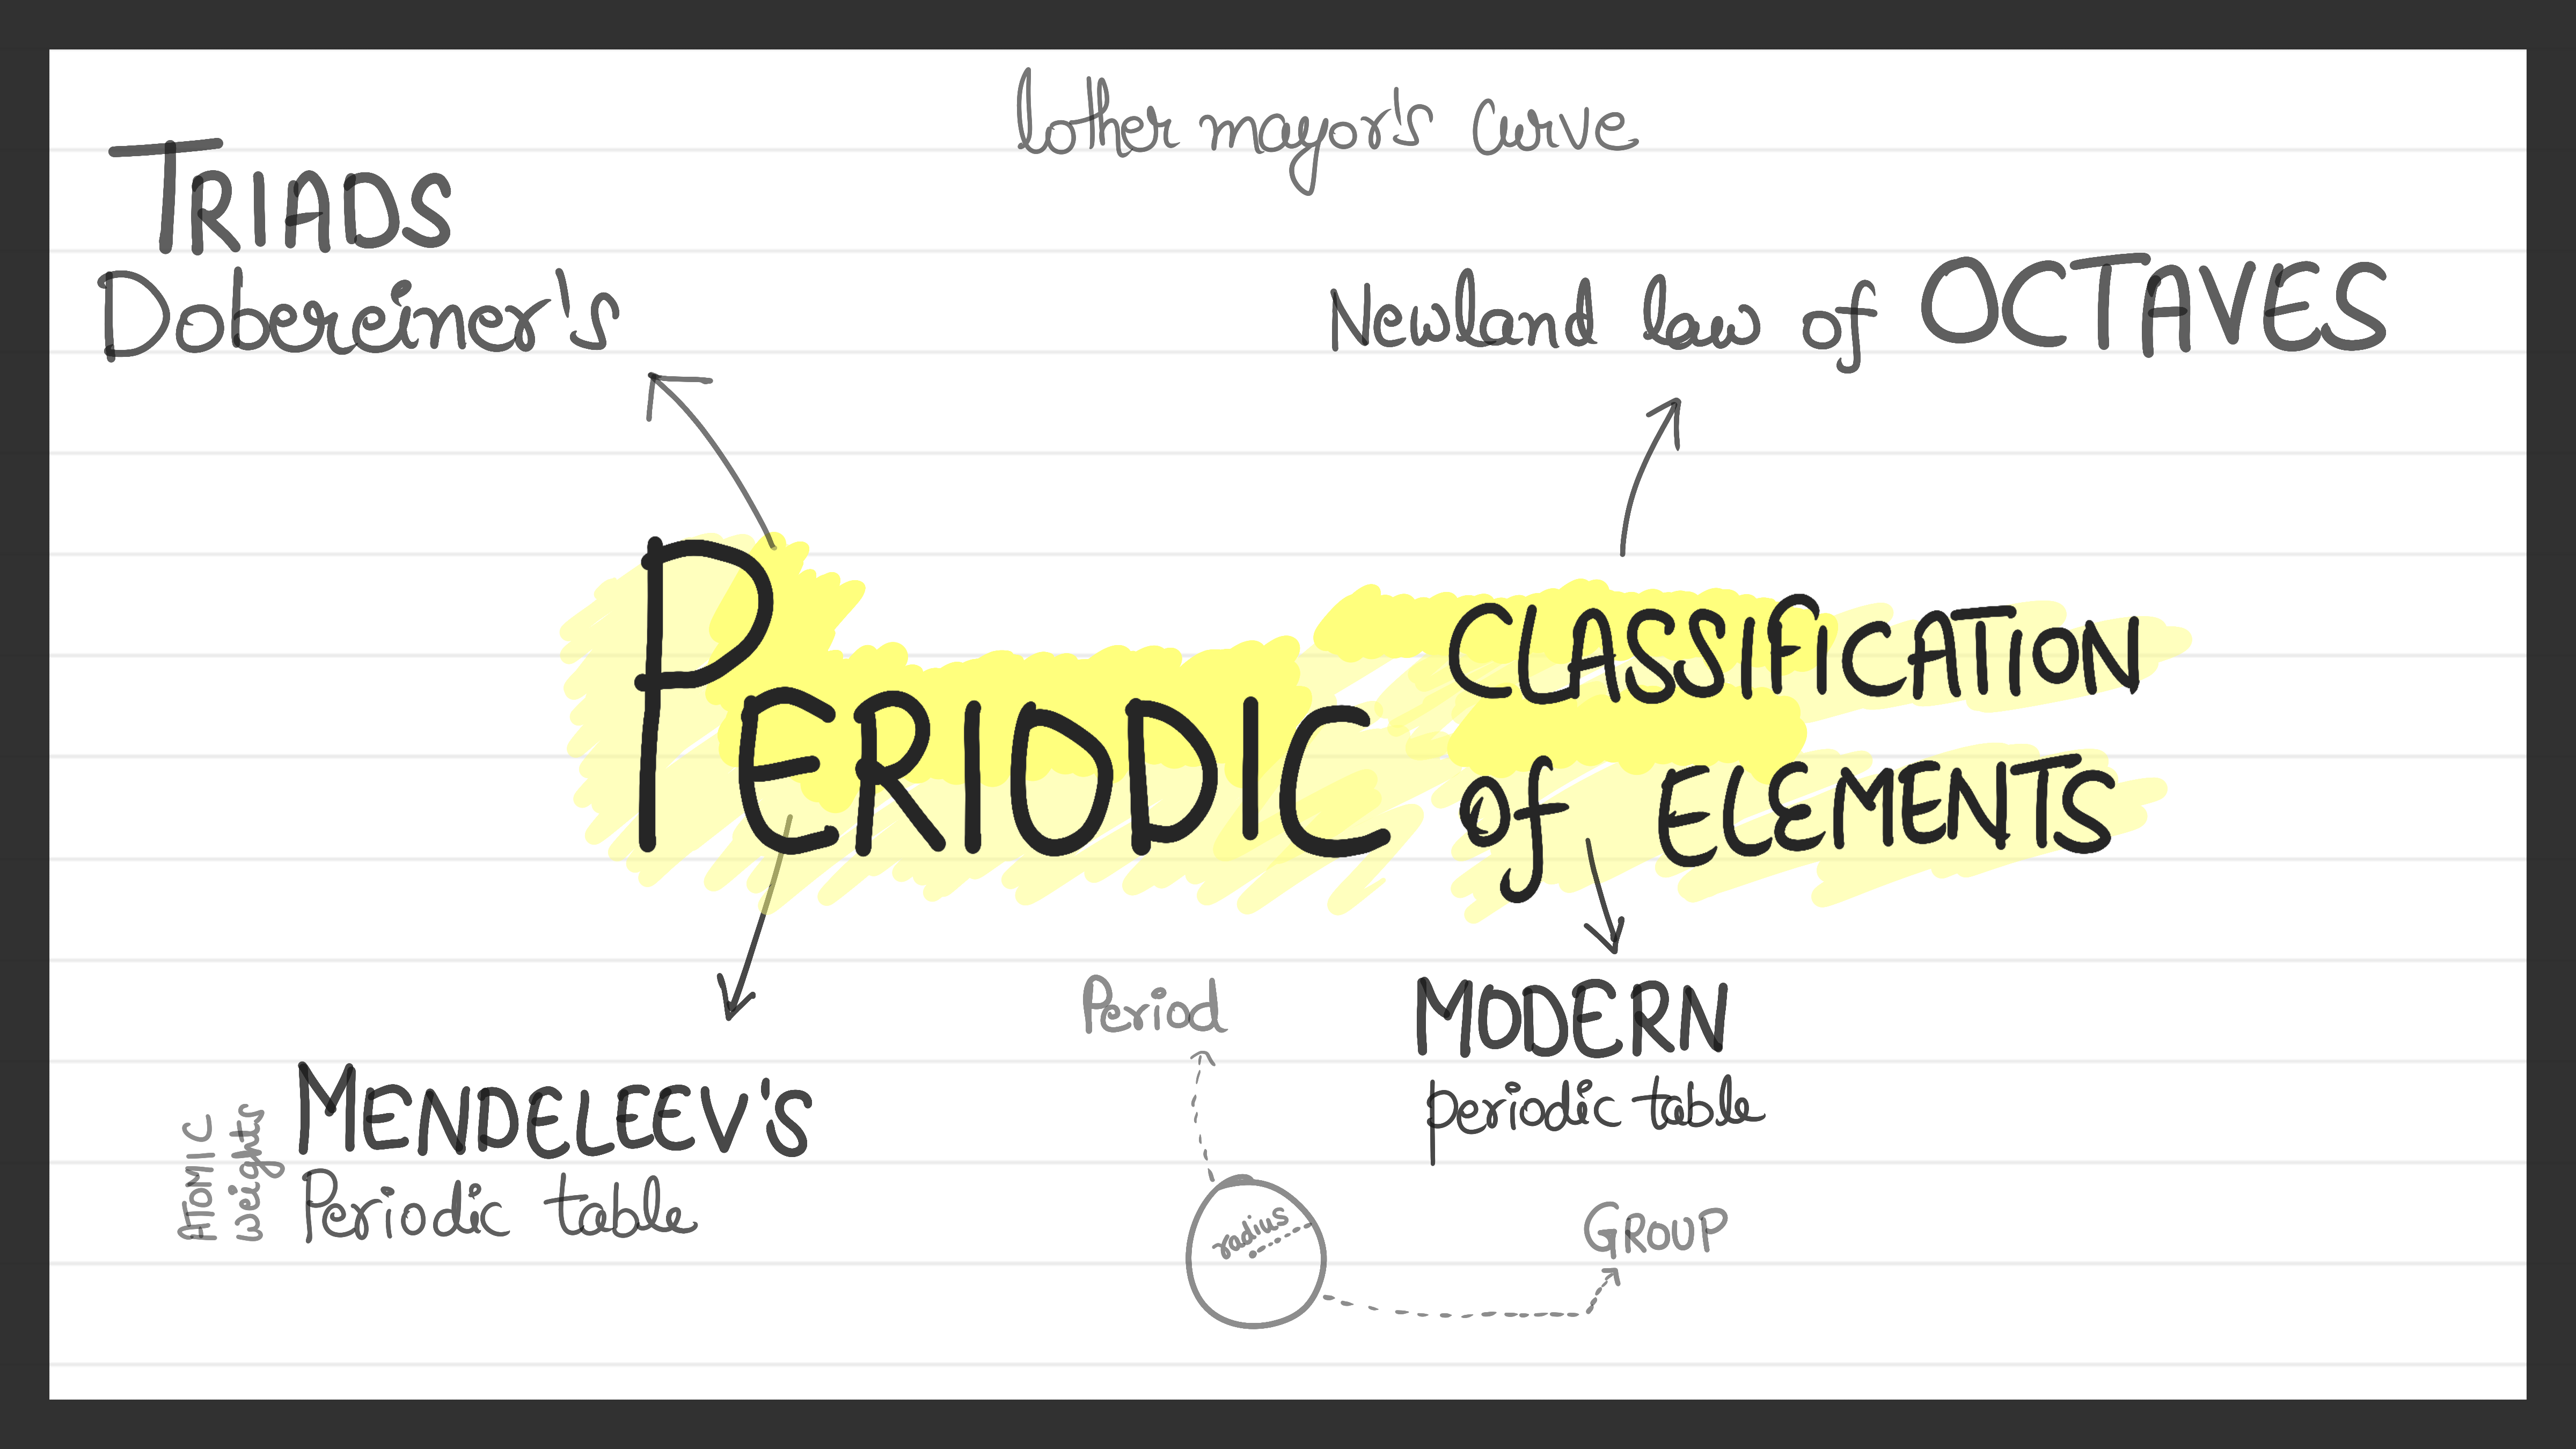 lother mayor's curve
TRIADS
Dobereiner's
Newland law of OCTAVES
PERIODIC
CLASSIFICATION
of ELEMENTS
Period
MODERN
periodic table
ATOMIC
weight
MENDELEEV'S
Periodic table
radius
GROUP